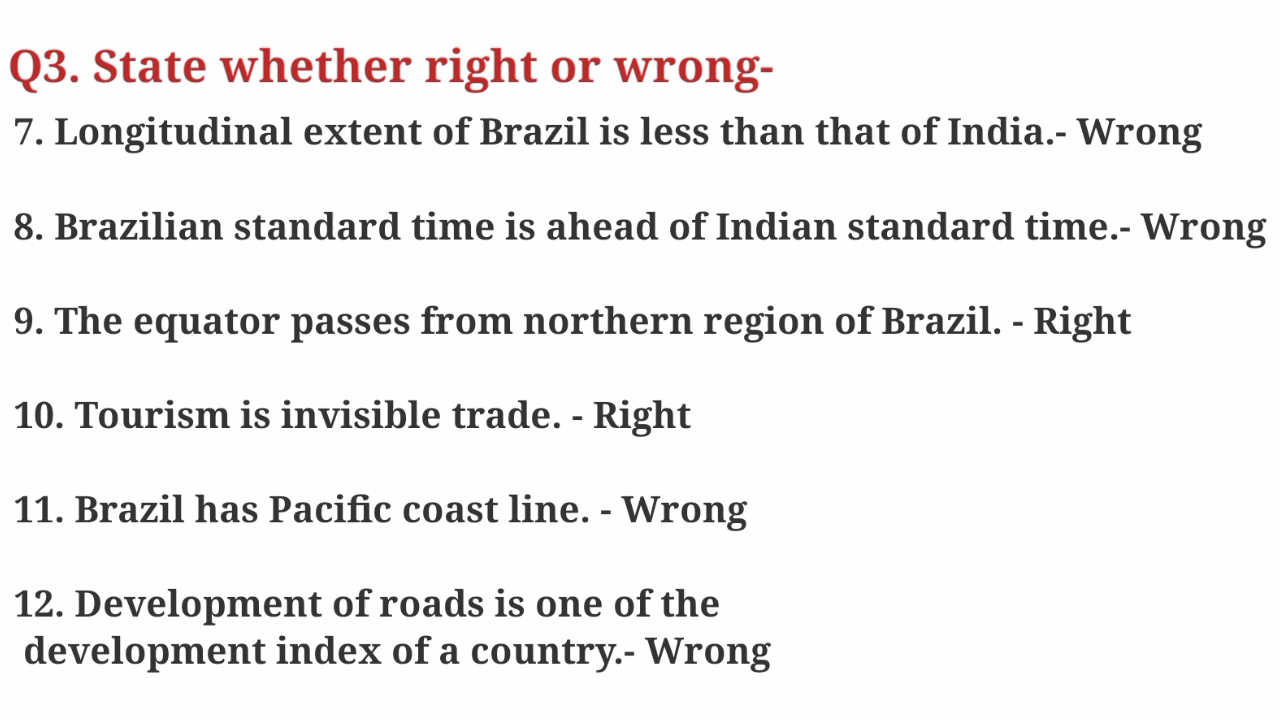 Q3. State whether right or wrong-
7. Longitudinal extent of Brazil is less than that of India.- Wrong
8. Brazilian standard time is ahead of Indian standard time.- Wrong
9. The equator passes from northern region of Brazil. - Right
10. Tourism is invisible trade. - Right
11. Brazil has Pacific coast line. - Wrong
12. Development of roads is one of the
development index of a country.- Wrong